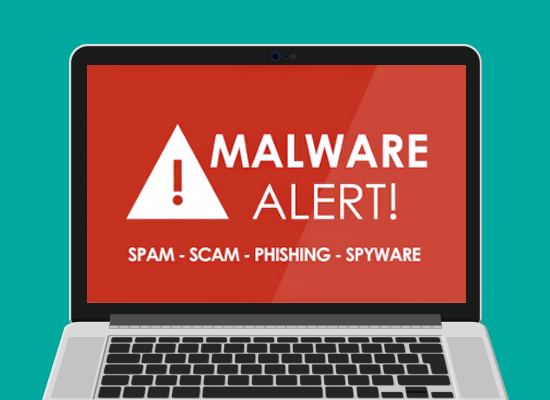 MALWARE
ALERT!
SPAM - SCAM - PHISHING - SPYWARE